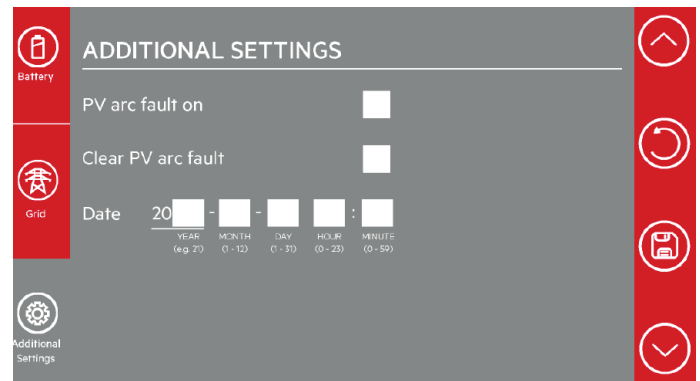 Battery
Grid
Additional
Settings
ADDITIONAL SETTINGS
PV arc fault on
Clear PV arc fault
Date 20 - - :
YEAR MONTH DAY HOUR MINUTE
(e.g. 21) (1 - 12) (1 - 31) (0 - 23) (0 - 59)